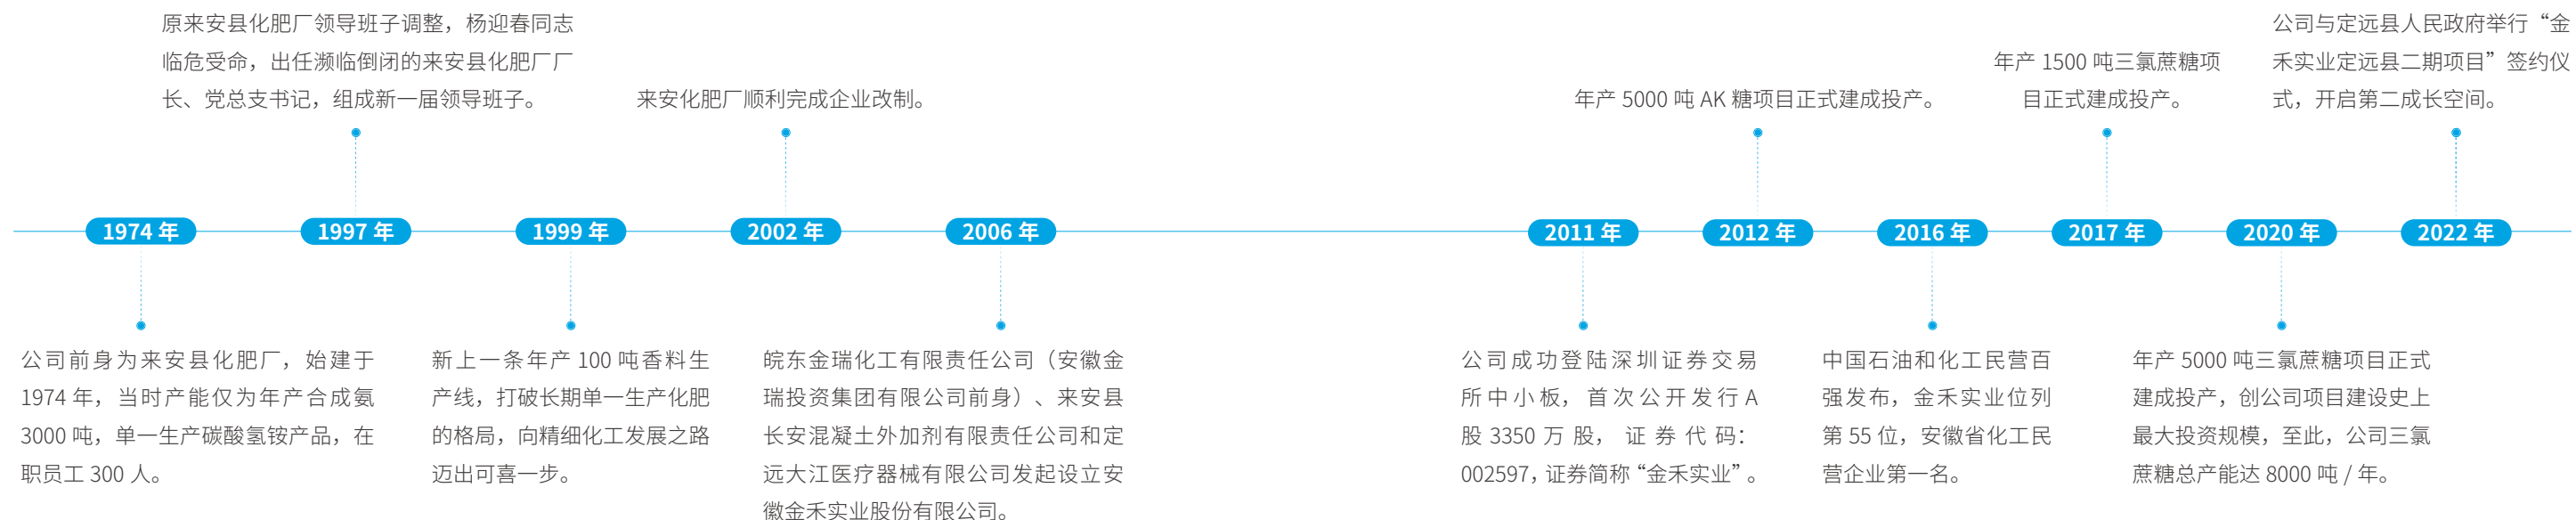 原来安县化肥厂领导班子调整，杨迎春同志
临危受命，出任濒临倒闭的来安县化肥厂厂
长、党总支书记，组成新一届领导班子。
来安化肥厂顺利完成企业改制。
年产 5000 吨 AK 糖项目正式建成投产。
年产 1500 吨三氯蔗糖项
目正式建成投产。
公司与定远县人民政府举行“金
禾实业定远县二期项目”签约仪
式，开启第二成长空间。
1974 年
1997 年
1999 年
2002 年
2006 年
2011 年
2012 年
2016 年
2017 年
2020 年
2022 年
公司前身为来安县化肥厂，始建于
1974 年，当时产能仅为年产合成氨
3000 吨，单一生产碳酸氢铵产品，在
职员工 300 人。
新上一条年产 100 吨香料生
产线，打破长期单一生产化肥
的格局，向精细化工发展之路
迈出可喜一步。
皖东金瑞化工有限责任公司（安徽金
瑞投资集团有限公司前身）、来安县
长安混凝土外加剂有限责任公司和定
远大江医疗器械有限公司发起设立安
徽金禾实业股份有限公司。
公司成功登陆深圳证券交易
所中小板，首次公开发行 A
股 3350 万股，证券代码：
002597，证券简称“金禾实业”。
中国石油和化工民营百
强发布，金禾实业位列
第 55 位，安徽省化工民
营企业第一名。
年产 5000 吨三氯蔗糖项目正式
建成投产，创公司项目建设史上
最大投资规模，至此，公司三氯
蔗糖总产能达 8000 吨 / 年。